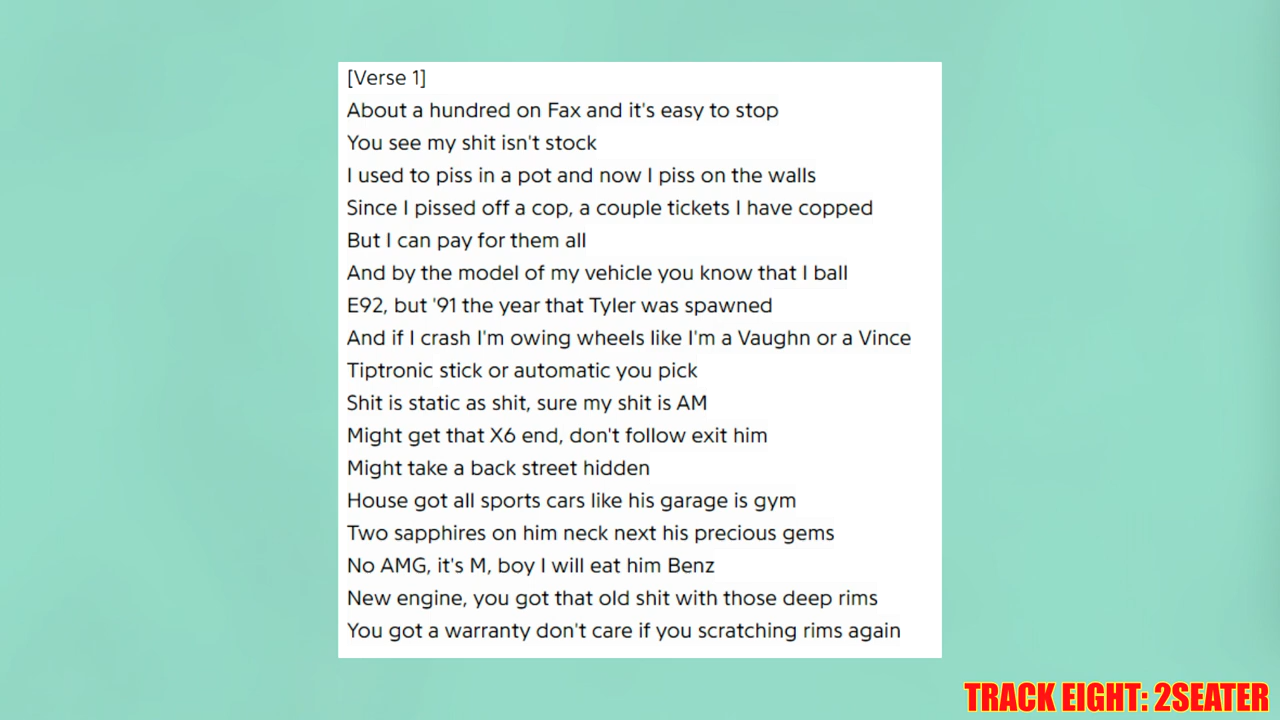 [Verse 1]
About a hundred on Fax and it's easy to stop
You see my shit isn't stock
I used to piss in a pot and now I piss on the walls
Since I pissed off a cop, a couple tickets I have copped
But I can pay for them all
And by the model of my vehicle you know that I ball
E92, but '91 the year that Tyler was spawned
And if I crash I'm owing wheels like I'm a Vaughn or a Vince
Tiptronic stick or automatic you pick
Shit is static as shit, sure my shit is AM
Might get that X6 end, don't follow exit him
Might take a back street hidden
House got all sports cars like his garage is gym
Two sapphires on him neck next his precious gems
No AMG, it's M, boy I will eat him Benz
New engine, you got that old shit with those deep rims
You got a warranty don't care if you scratching rims again
TRACK EIGHT: 2SEATER